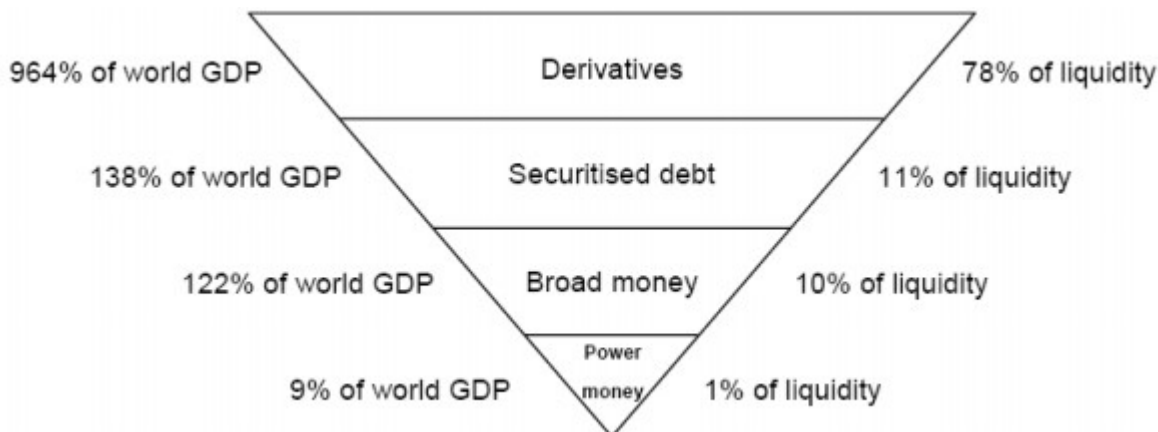 964% of world GDP
Derivatives
78% of liquidity
138% of world GDP
Securitised debt
11% of liquidity
122% of world GDP
Broad money
10% of liquidity
9% of world GDP
Power
money
1% of liquidity